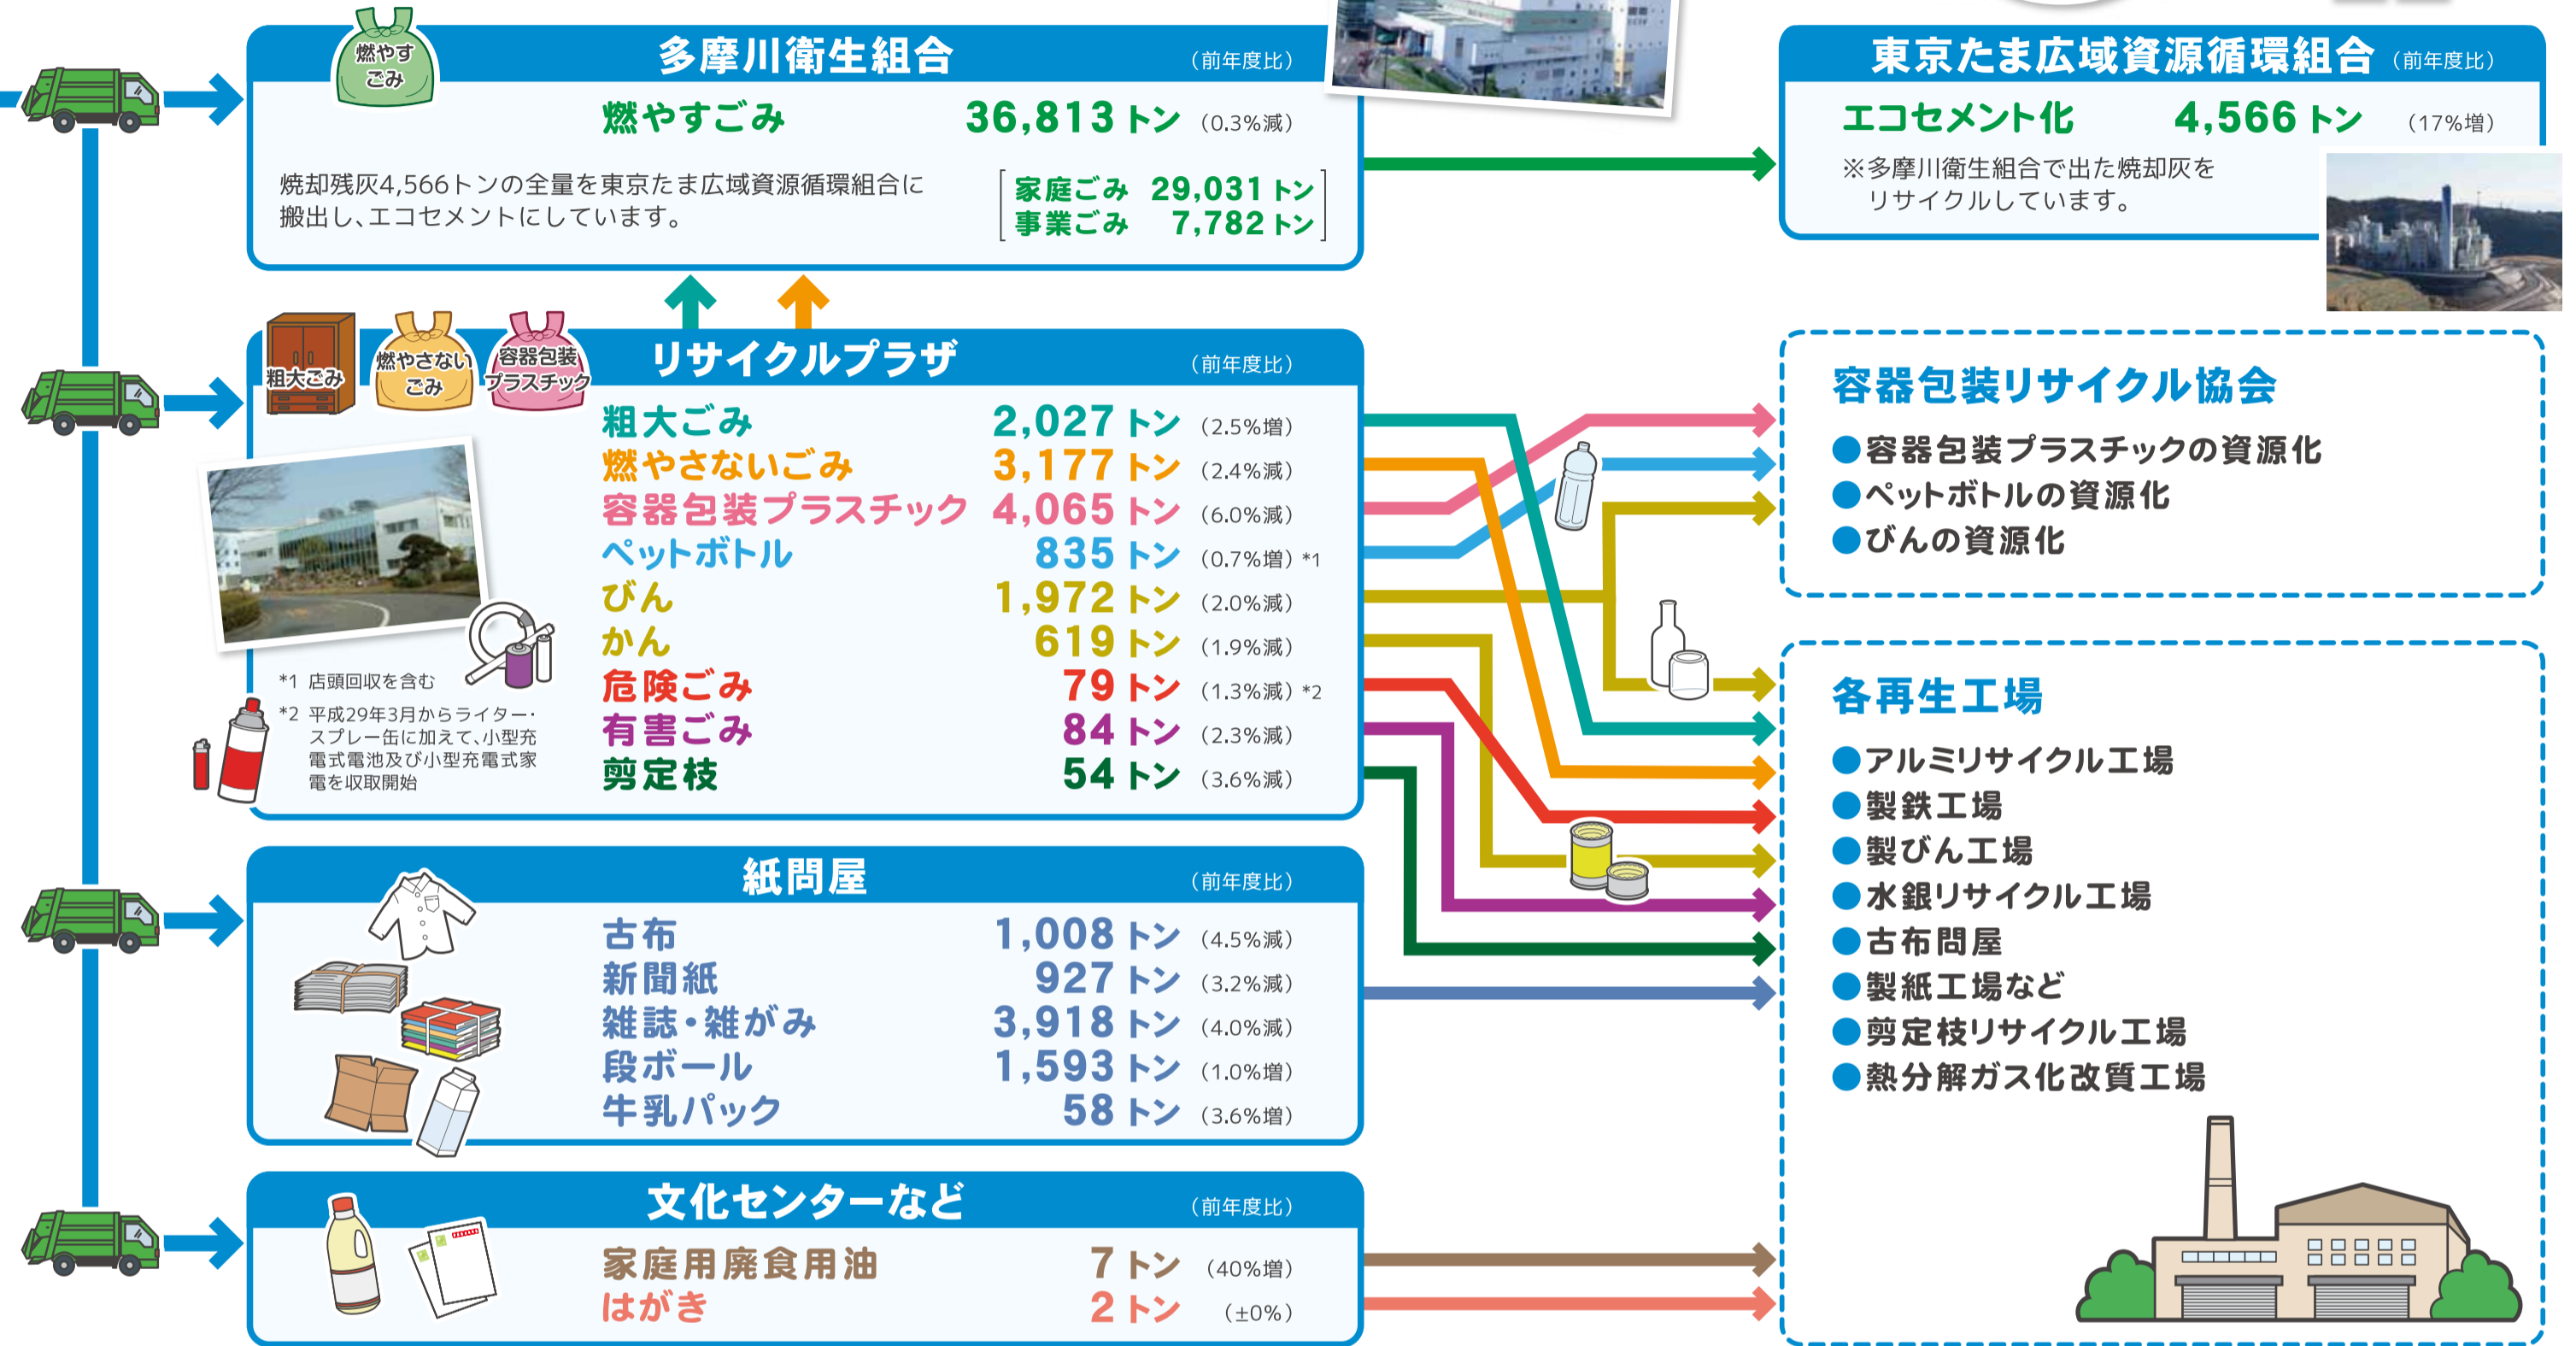 燃やす
ごみ
多摩川衛生組合 (前年度比)
燃やすごみ 36,813トン (0.3%減)
焼却残灰4,566トンの全量を東京たま広域資源循環組合に
搬出し、エコセメントにしています。
家庭ごみ 29,031トン
事業ごみ 7,782トン
東京たま広域資源循環組合 (前年度比)
エコセメント化 4,566トン (17%増)
※多摩川衛生組合で出た焼却灰を
リサイクルしています。
粗大ごみ
燃やさない
ごみ
容器包装
プラスチック
リサイクルプラザ (前年度比)
粗大ごみ 2,027トン (2.5%増)
燃やさないごみ 3,177トン (2.4%減)
容器包装プラスチック 4,065トン (6.0%減)
ペットボトル 835トン (0.7%増) *1
びん 1,972トン (2.0%減)
かん 619トン (1.9%減)
危険ごみ 79トン (1.3%減) *2
有害ごみ 84トン (2.3%減)
剪定枝 54トン (3.6%減)
*1 店頭回収を含む
*2 平成29年3月からライター・
スプレー缶に加えて、小型充
電式電池及び小型充電式家
電を収取開始
紙問屋 (前年度比)
古布 1,008トン (4.5%減)
新聞紙 927トン (3.2%減)
雑誌・雑がみ 3,918トン (4.0%減)
段ボール 1,593トン (1.0%増)
牛乳パック 58トン (3.6%増)
文化センターなど (前年度比)
家庭用廃食用油 7トン (40%増)
はがき 2トン (±0%)
容器包装リサイクル協会
●容器包装プラスチックの資源化
●ペットボトルの資源化
●びんの資源化
各再生工場
●アルミリサイクル工場
●製鉄工場
●製びん工場
●水銀リサイクル工場
●古布問屋
●製紙工場など
●剪定枝リサイクル工場
●熱分解ガス化改質工場